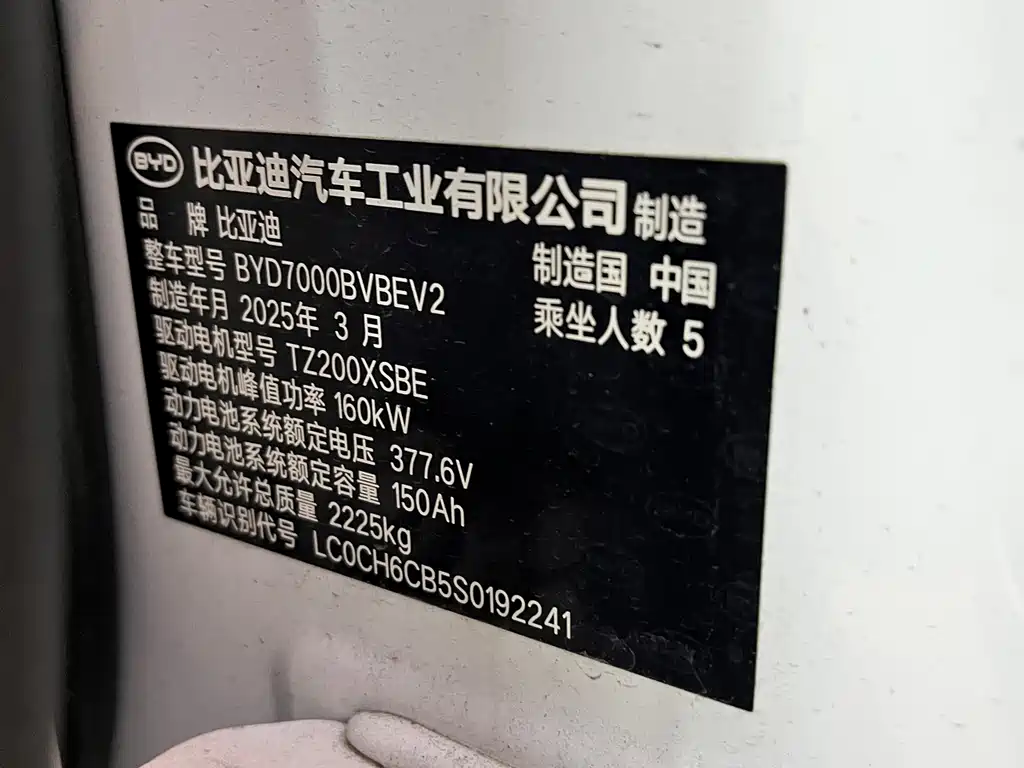 BYD 比亚迪汽车工业有限公司 制造
品 牌 比亚迪
整车型号 BYD7000BVBEV2 制造国 中国
制造年月 2025年 3 月 乘坐人数 5
驱动电机型号 TZ200XSBE
驱动电机峰值功率 160kW
动力电池系统额定电压 377.6V
动力电池系统额定容量 150Ah
最大允许总质量 2225kg
车辆识别代号 LC0CH6CB5S0192241